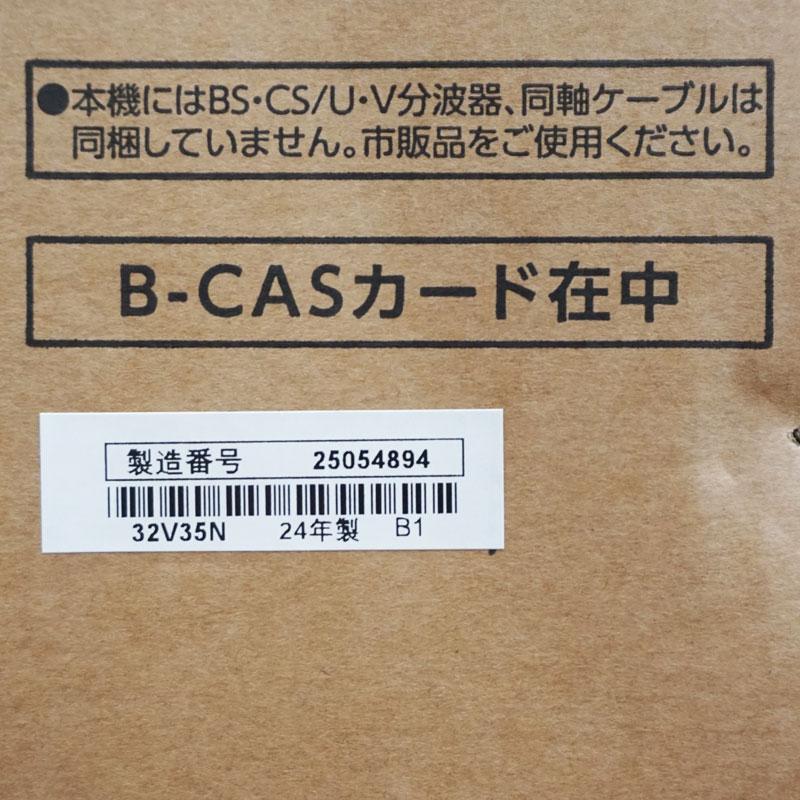 ●本機にはBS・CS/U・V分波器、同軸ケーブルは
同梱していません。市販品をご使用ください。
B-CASカード在中
製造番号 25054894
32V35N 24年製 B1